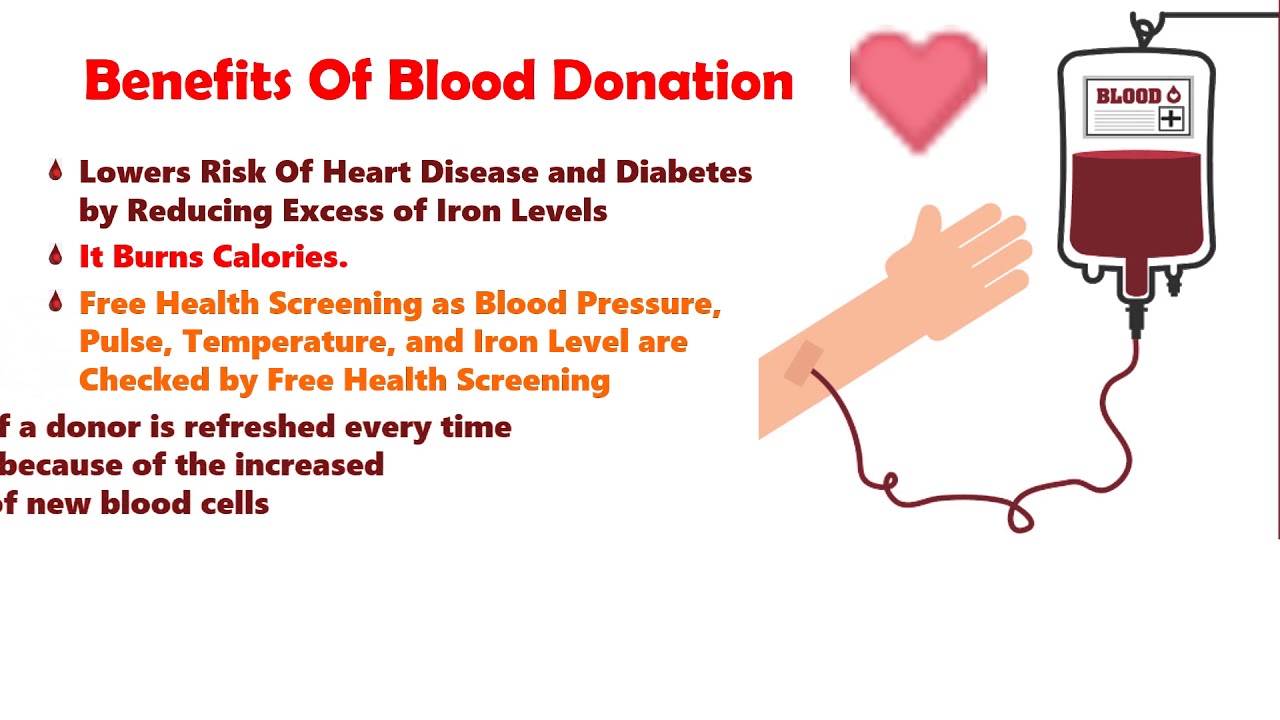 Benefits Of Blood Donation
BLOOD
Lowers Risk Of Heart Disease and Diabetes
by Reducing Excess of Iron Levels
It Burns Calories.
Free Health Screening as Blood Pressure,
Pulse, Temperature, and Iron Level are
Checked by Free Health Screening
f a donor is refreshed every time
because of the increased
of new blood cells